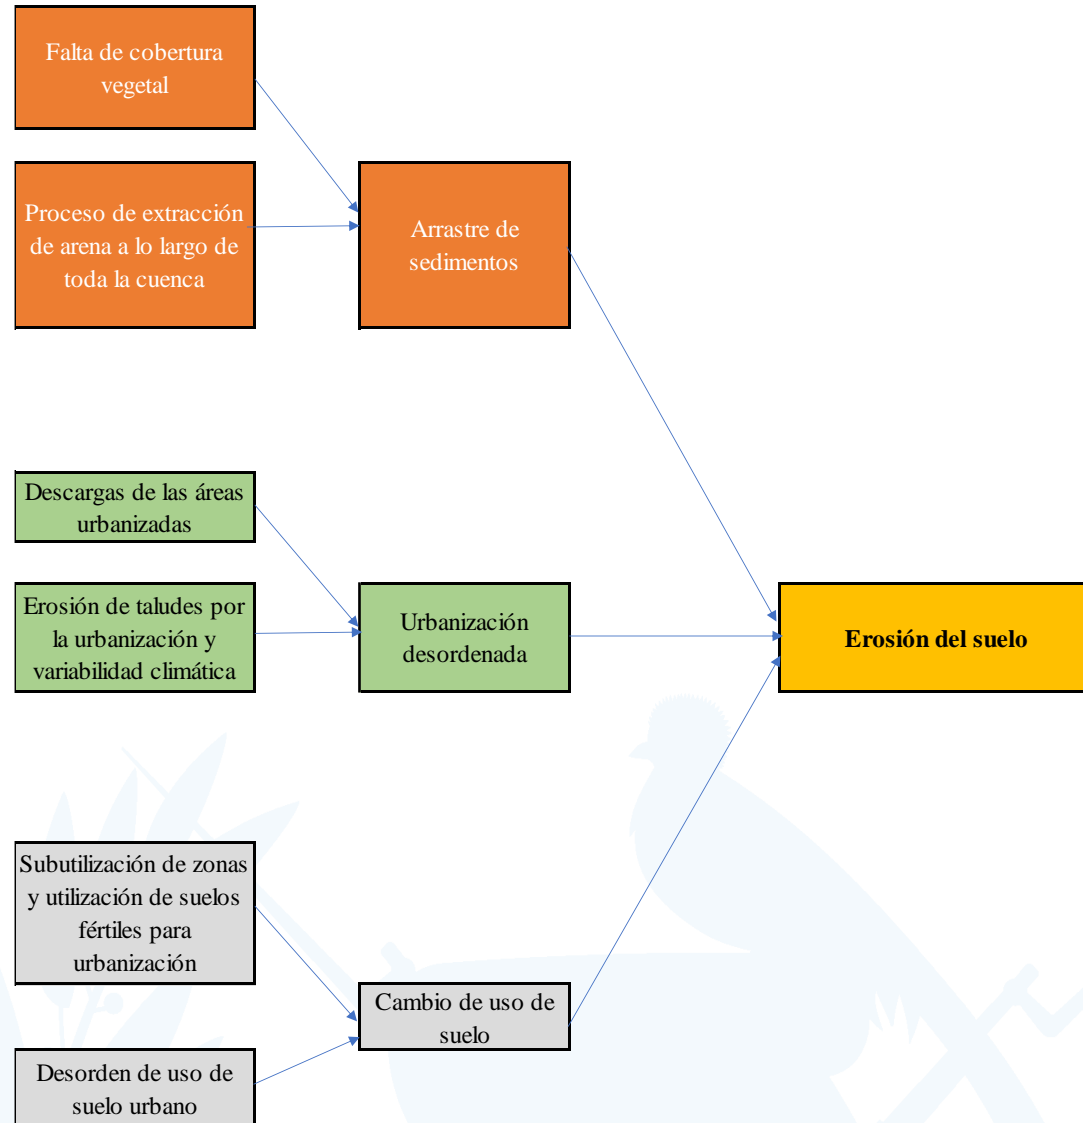 Falta de cobertura
vegetal
Proceso de extracción
de arena a lo largo de
toda la cuenca
Arrastre de
sedimentos
Descargas de las áreas
urbanizadas
Erosión de taludes por
la urbanización y
variabilidad climática
Urbanización
desordenada
Erosión del suelo
Subutilización de zonas
y utilización de suelos
fértiles para
urbanización
Cambio de uso de
suelo
Desorden de uso de
suelo urbano